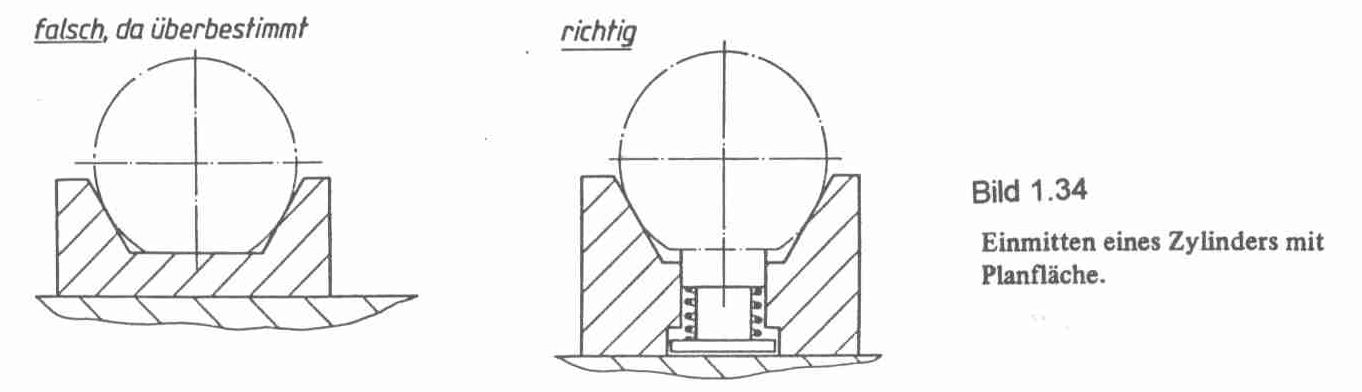 falsch, da überbestimmt
richtig
Bild 1.34
Einmitten eines Zylinders mit
Planfläche.